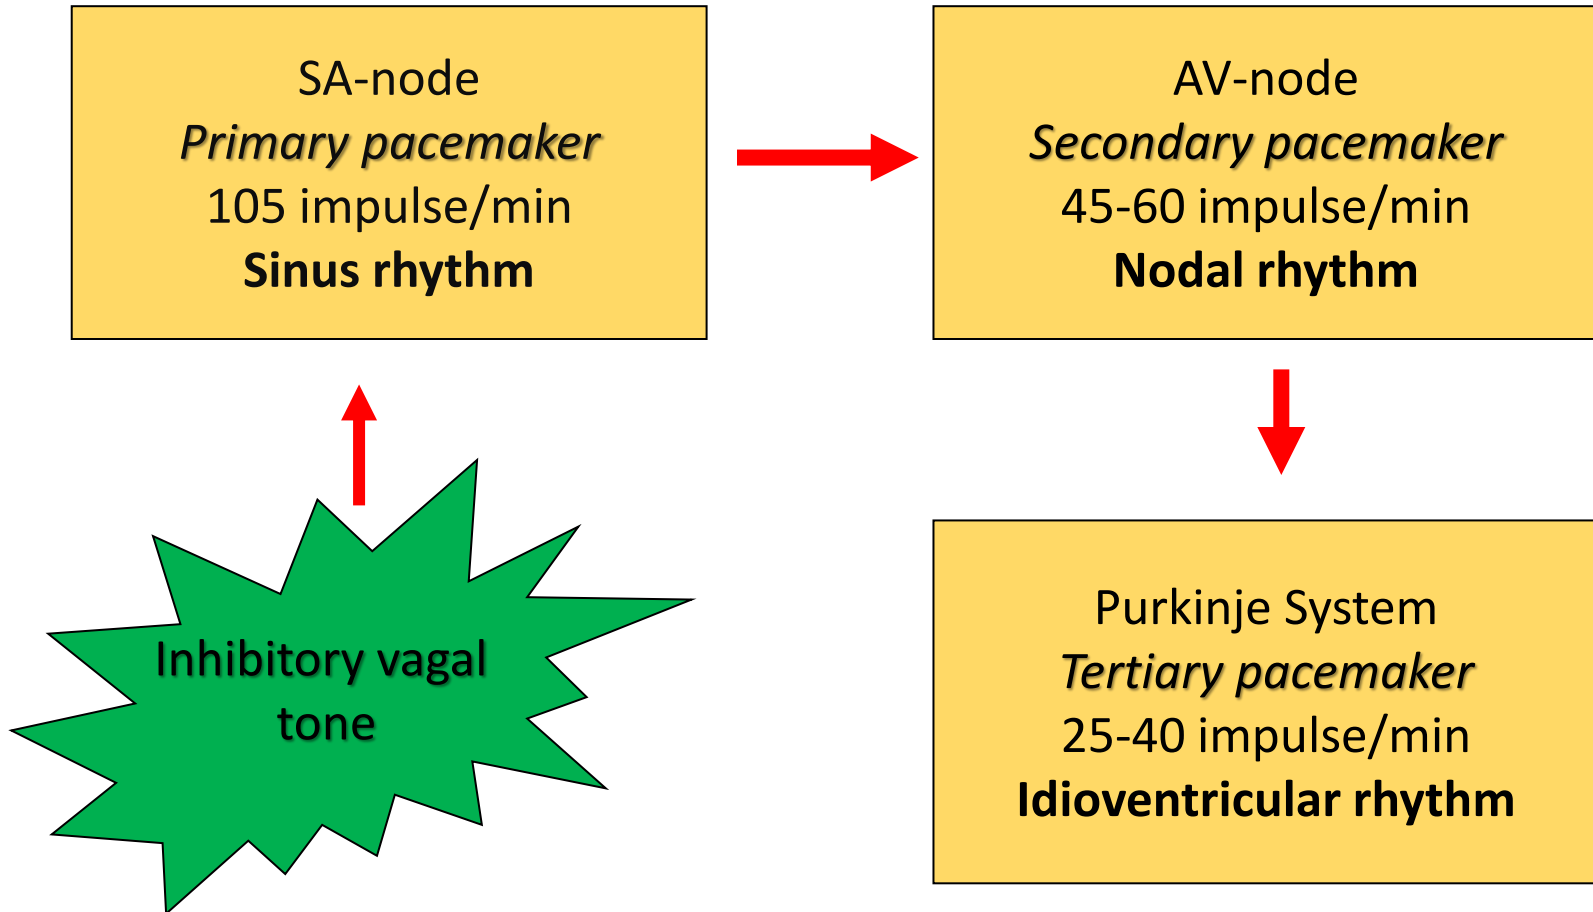 SA-node
Primary pacemaker
105 impulse/min
Sinus rhythm
AV-node
Secondary pacemaker
45-60 impulse/min
Nodal rhythm
Inhibitory vagal
tone
Purkinje System
Tertiary pacemaker
25-40 impulse/min
Idioventricular rhythm